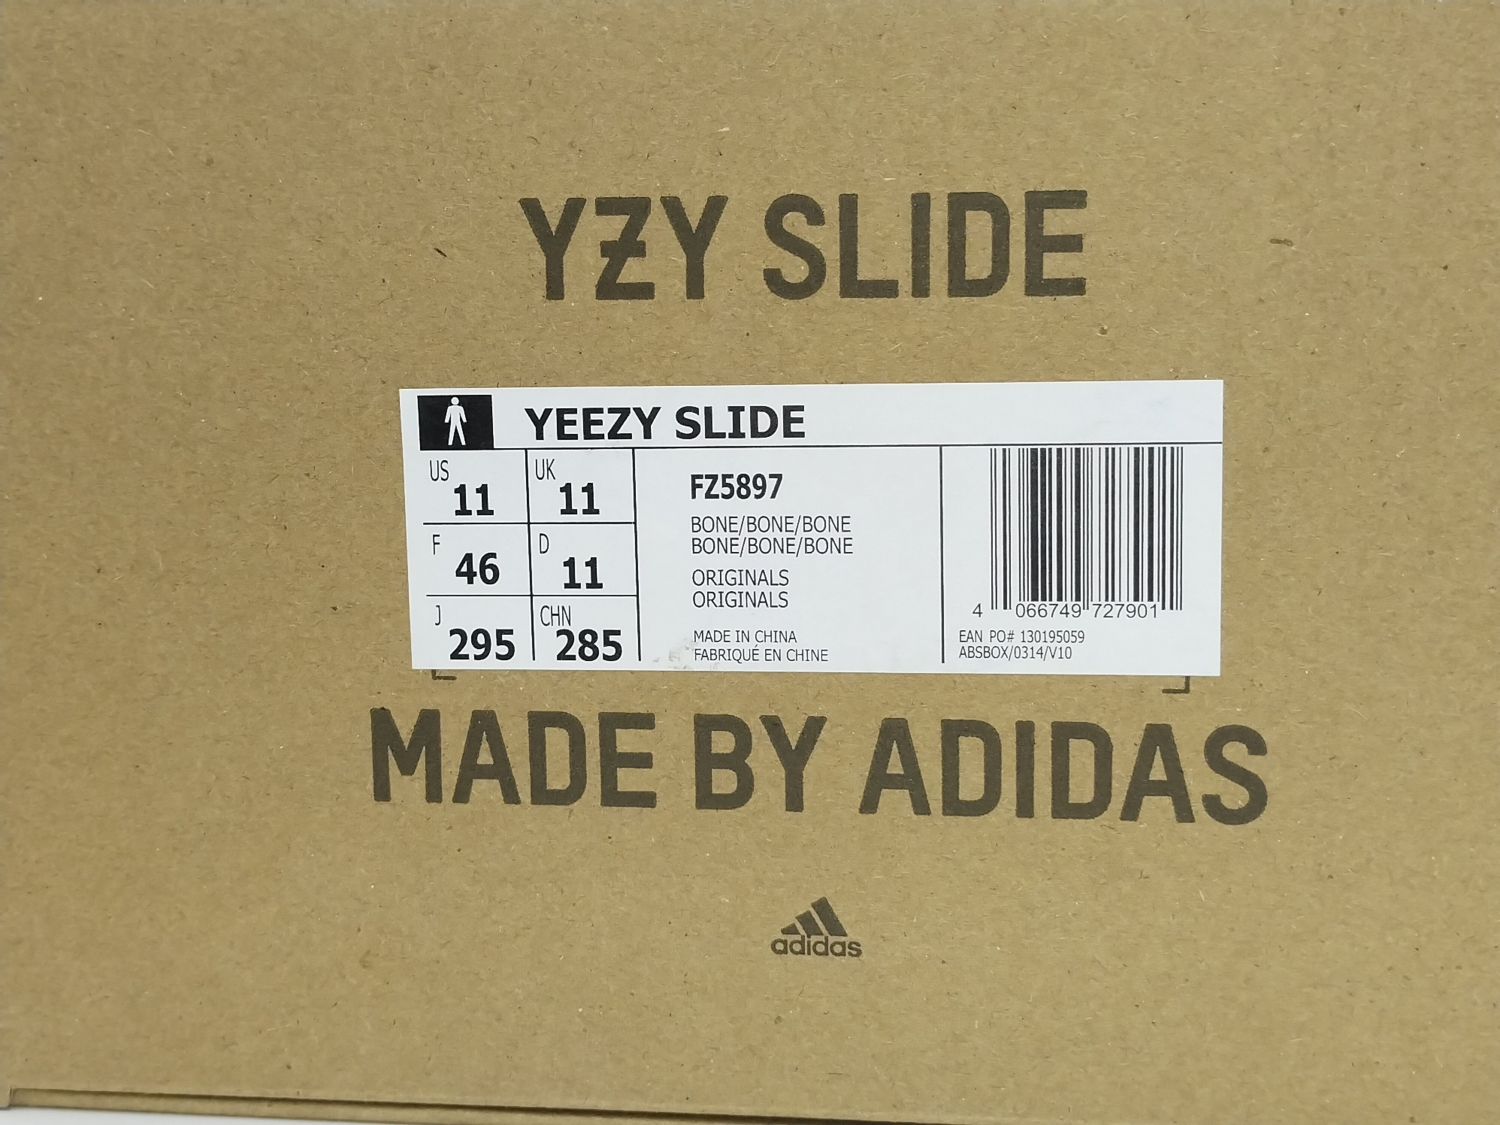 YZY SLIDE
YEEZY SLIDE
US 11 UK 11
F 46 D 11
J 295 CHN 285
FZ5897
BONE/BONE/BONE
BONE/BONE/BONE
ORIGINALS
ORIGINALS
MADE IN CHINA
FABRIQUÉ EN CHINE
4 066749 727901
EAN PO# 130195059
ABSBOX/0314/V10
MADE BY ADIDAS
adidas